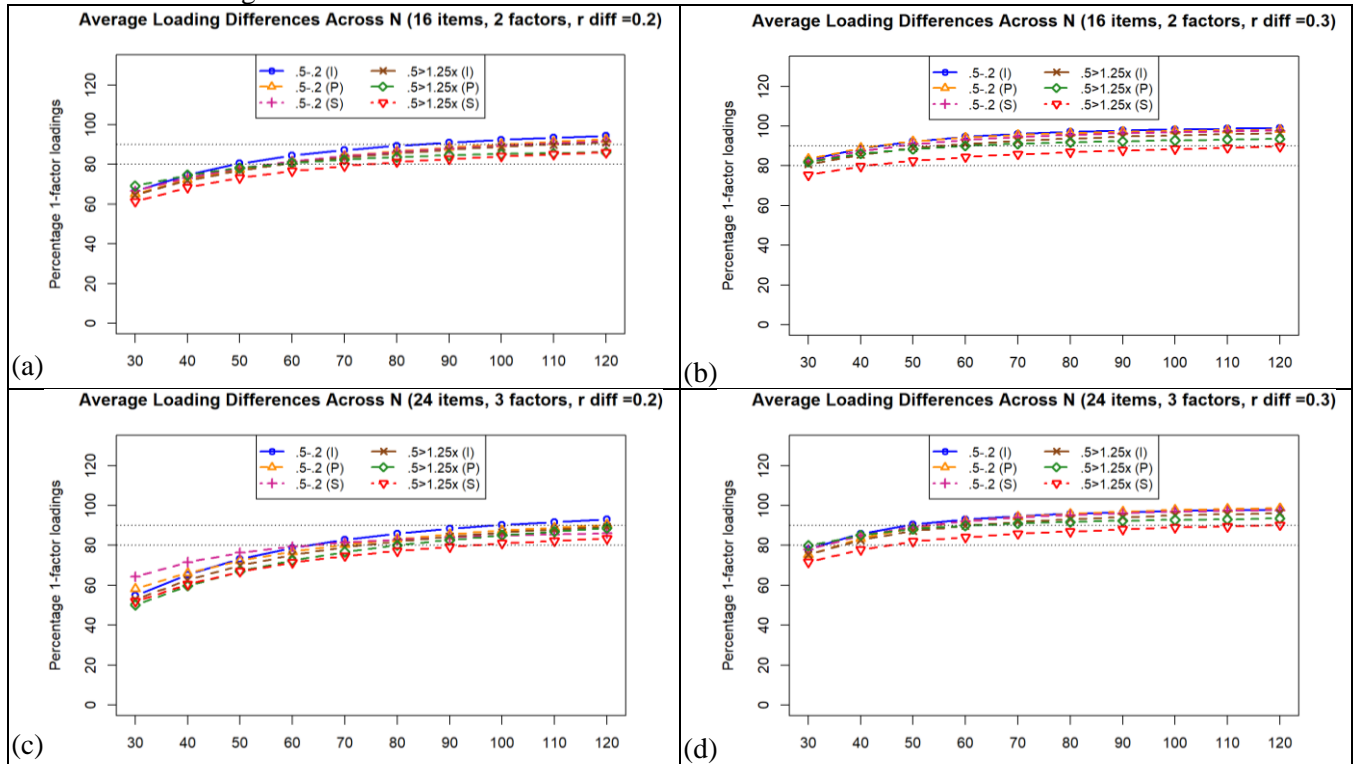 Average Loading Differences Across N (16 items, 2 factors, r diff =0.2)
.5-.2 (I) .5>1.25x (I)
.5-.2 (P) .5>1.25x (P)
.5-.2 (S) .5>1.25x (S)
Percentage 1-factor loadings
120
100
80
60
40
20
0
30 40 50 60 70 80 90 100 110 120
(a)
Average Loading Differences Across N (16 items, 2 factors, r diff =0.3)
.5-.2 (I) .5>1.25x (I)
.5-.2 (P) .5>1.25x (P)
.5-.2 (S) .5>1.25x (S)
Percentage 1-factor loadings
120
100
80
60
40
20
0
30 40 50 60 70 80 90 100 110 120
(b)
Average Loading Differences Across N (24 items, 3 factors, r diff =0.2)
.5-.2 (I) .5>1.25x (I)
.5-.2 (P) .5>1.25x (P)
.5-.2 (S) .5>1.25x (S)
Percentage 1-factor loadings
120
100
80
60
40
20
0
30 40 50 60 70 80 90 100 110 120
(c)
Average Loading Differences Across N (24 items, 3 factors, r diff =0.3)
.5-.2 (I) .5>1.25x (I)
.5-.2 (P) .5>1.25x (P)
.5-.2 (S) .5>1.25x (S)
Percentage 1-factor loadings
120
100
80
60
40
20
0
30 40 50 60 70 80 90 100 110 120
(d)